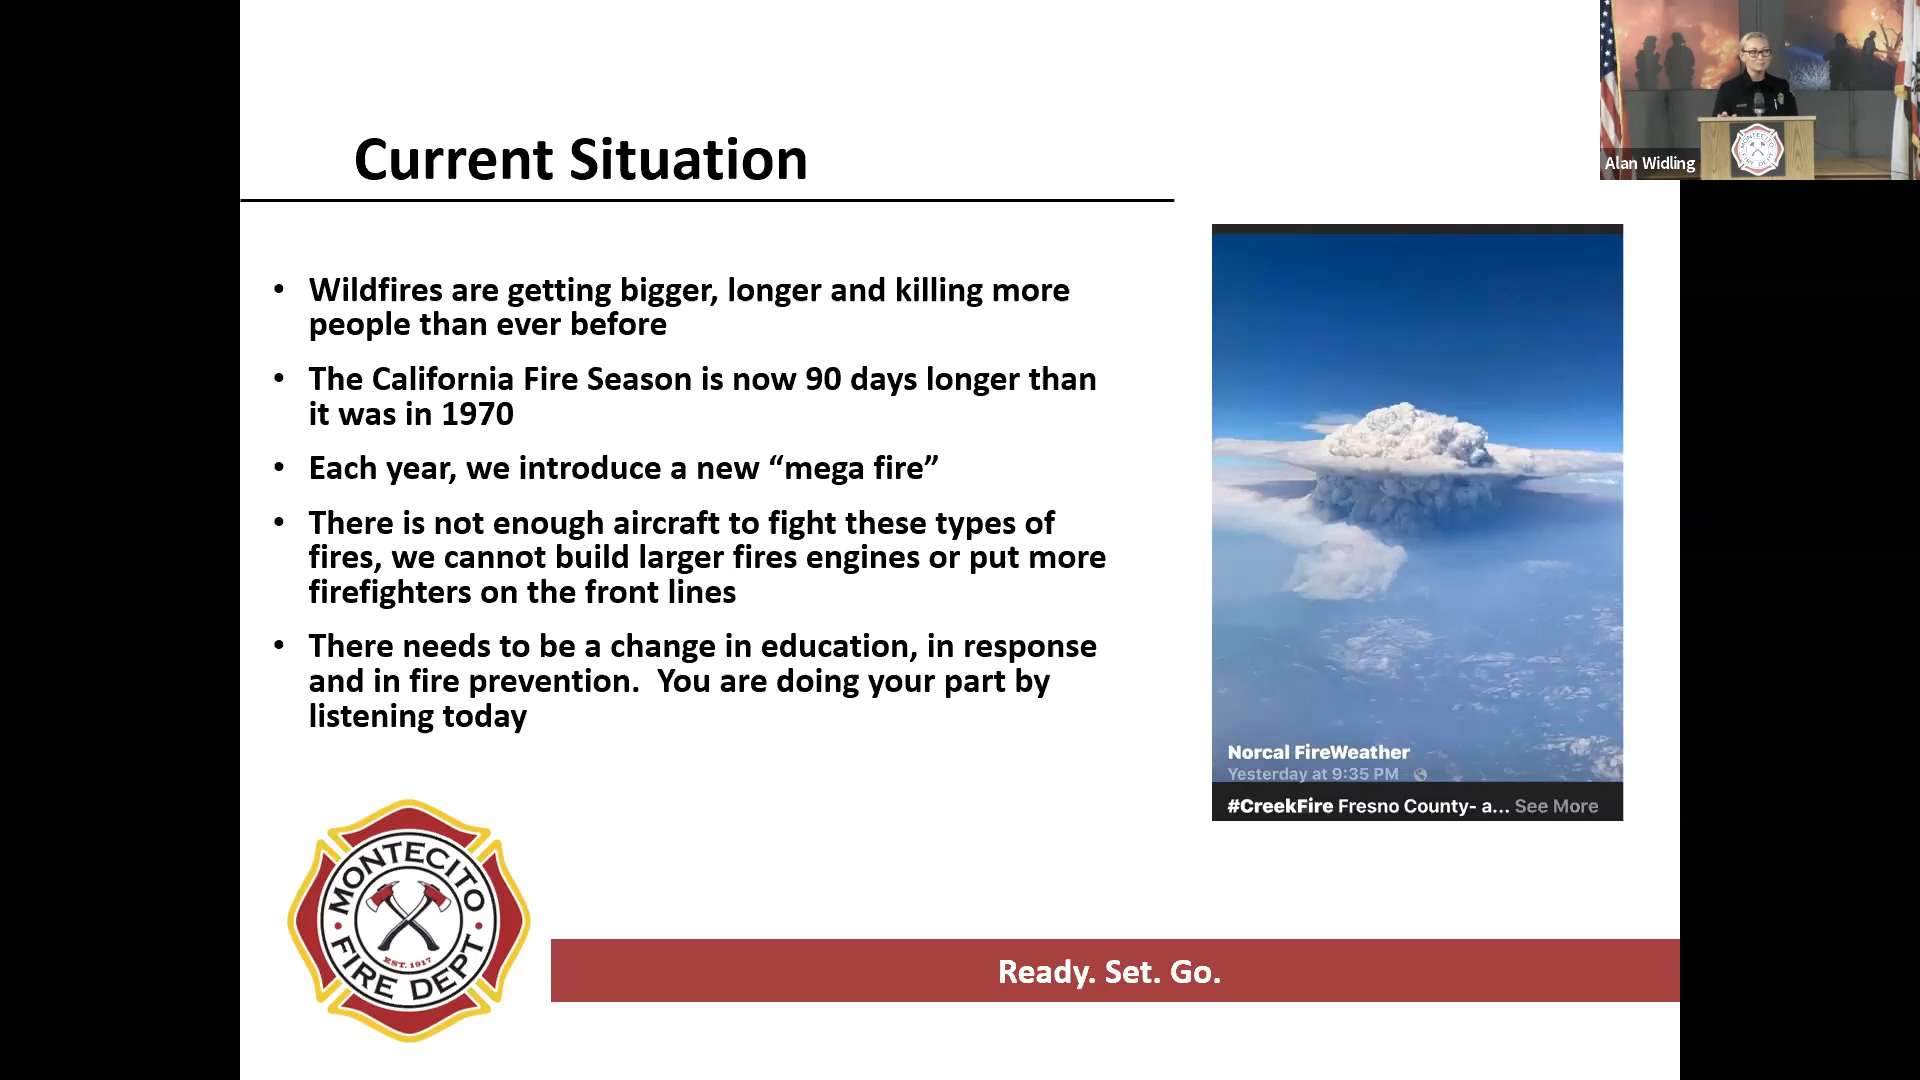 Current Situation
• Wildfires are getting bigger, longer and killing more
people than ever before
• The California Fire Season is now 90 days longer than
it was in 1970
• Each year, we introduce a new “mega fire”
• There is not enough aircraft to fight these types of
fires, we cannot build larger fires engines or put more
firefighters on the front lines
• There needs to be a change in education, in response
and in fire prevention.  You are doing your part by
listening today
Alan Widling
MONTECITO
FIRE DEPT
Norcal FireWeather
Yesterday at 9:35 PM
#CreekFire Fresno County- a... See More
MONTECITO
EST. 1917
FIRE DEPT
Ready. Set. Go.